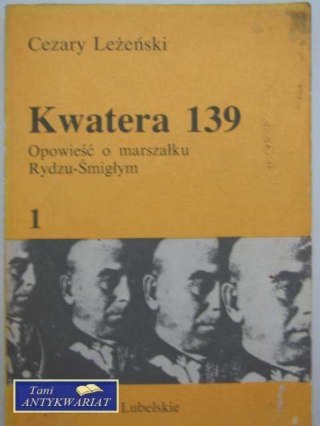 Cezary Leżeński
Kwatera 139
Opowieść o marszałku
Rydzu-Śmigłym
1
Tani
ANTYKWARIAT
Lubelskie